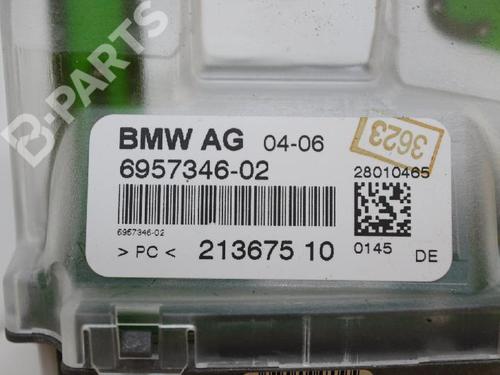 B-PARTS
BMW AG 04-06
3623
6957346-02
28010465
6957346-02
> PC < 213675 10
0145 DE